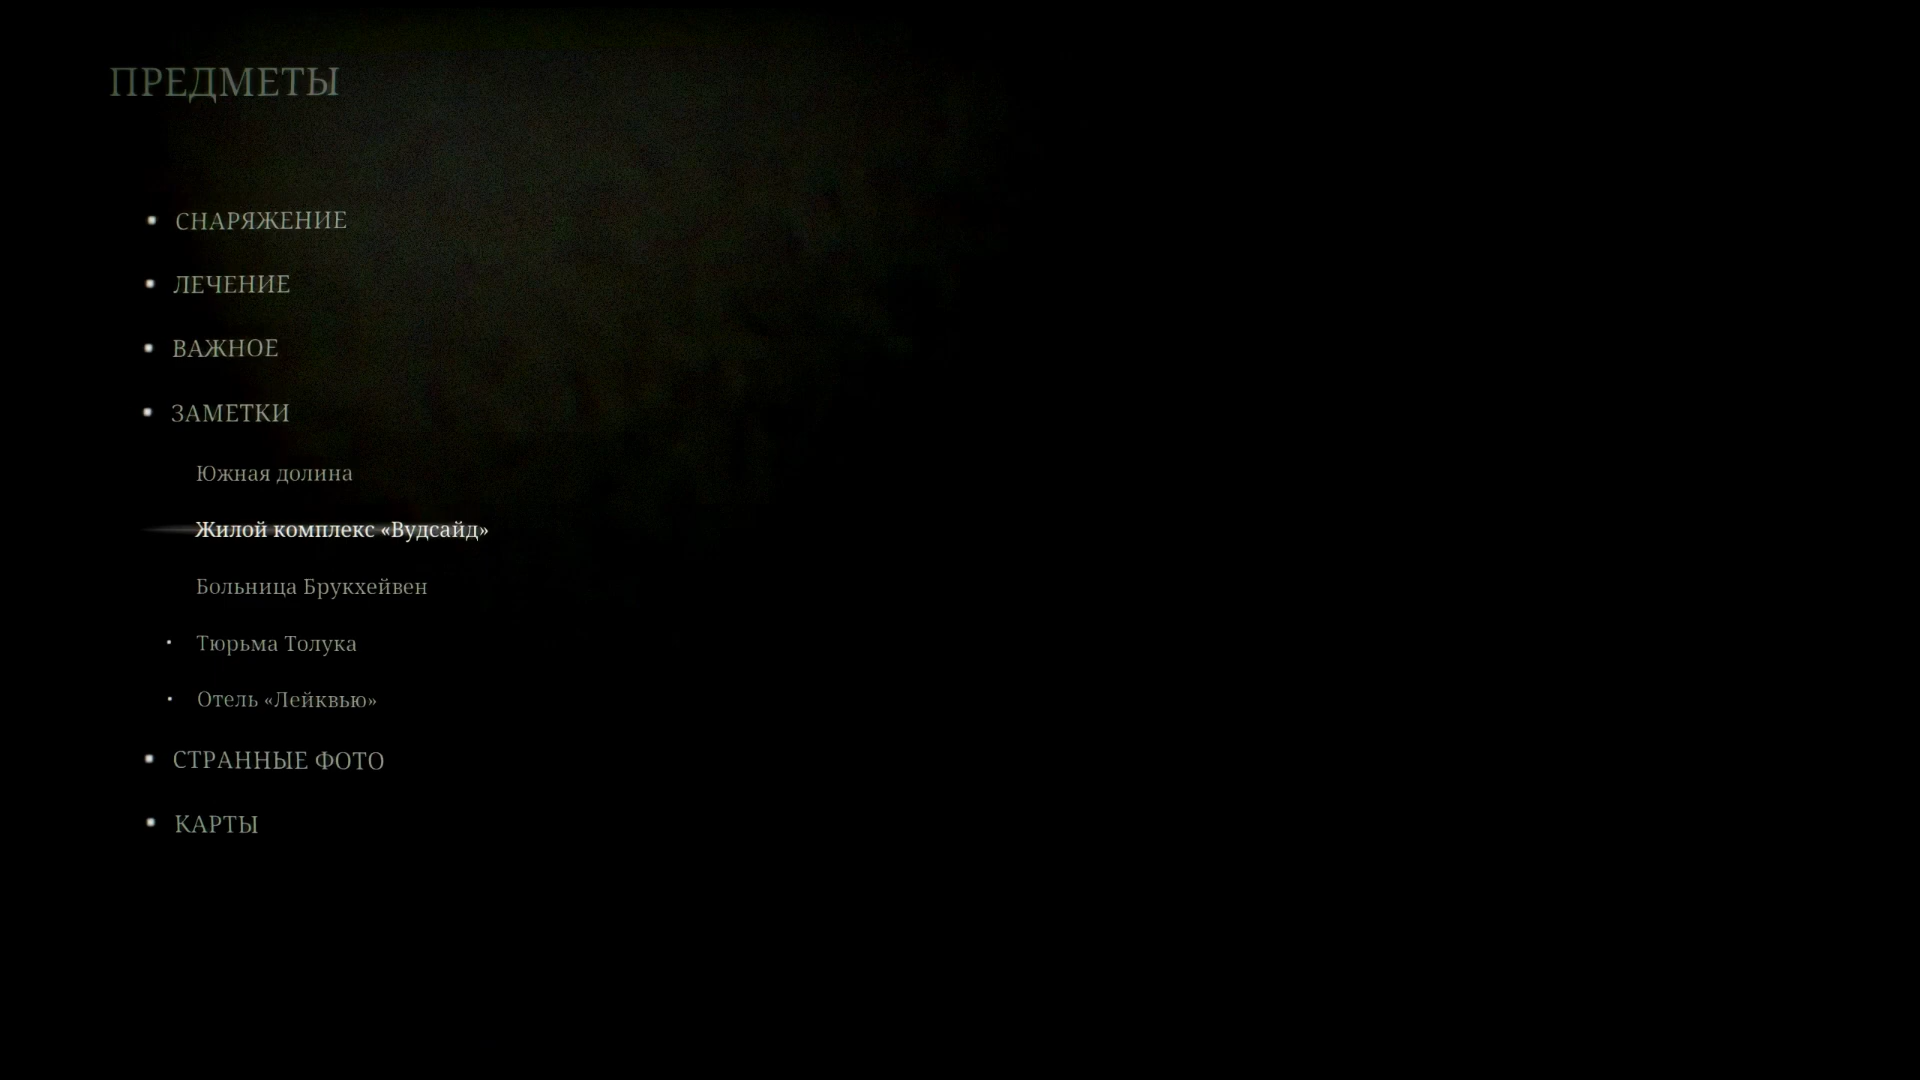 ПРЕДМЕТЫ
СНАРЯЖЕНИЕ
ЛЕЧЕНИЕ
ВАЖНОЕ
ЗАМЕТКИ
Южная долина
Жилой комплекс «Вудсайд»
Больница Брукхейвен
Тюрьма Толука
Отель «Лейквью»
СТРАННЫЕ ФОТО
КАРТЫ